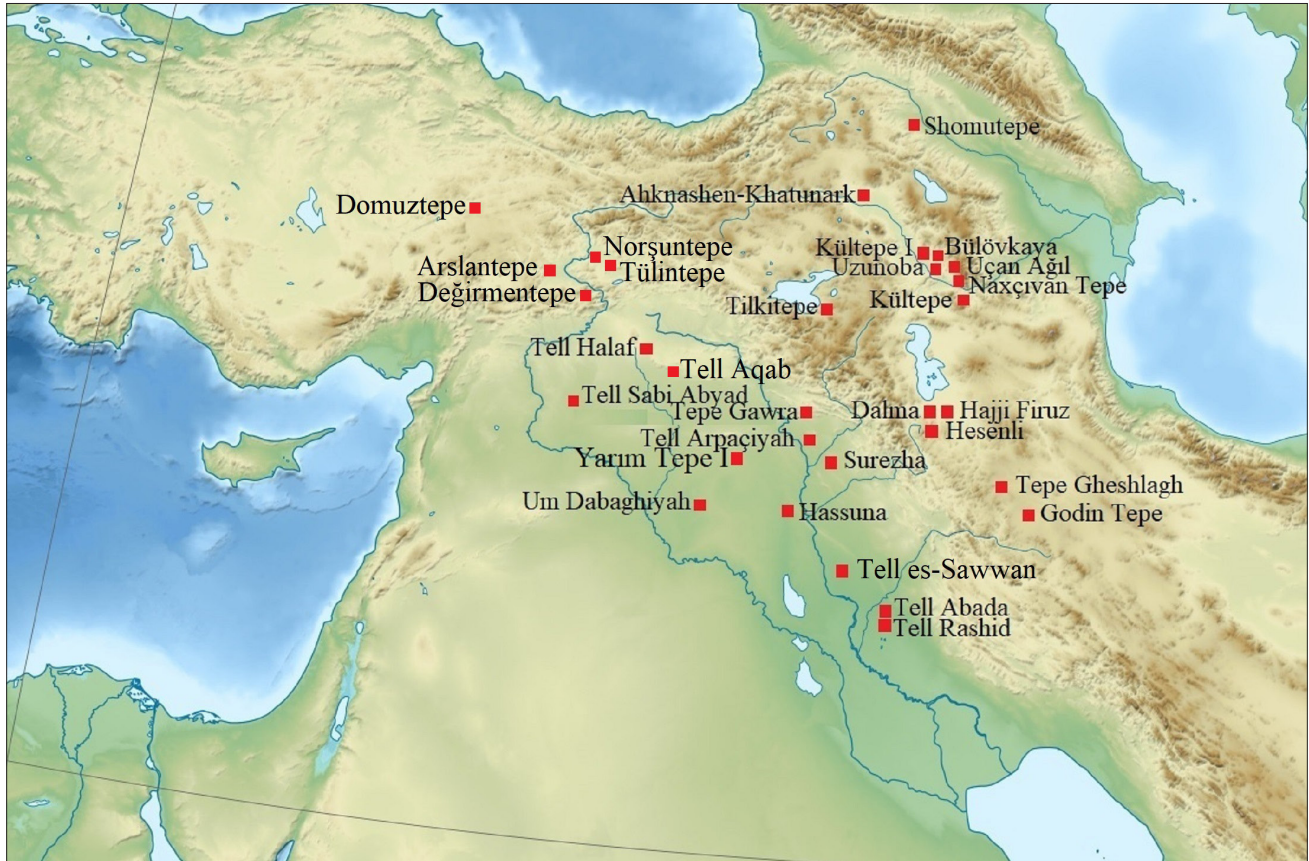 Shomutepe
Ahknashen-Khatunark
Domuztepe
Norşuntepe
Kültepe I
Bülövkaya
Arslantepe
Tülintepe
Uzunoba
Uçan Ağıl
Değirmentepe
Naxçıvan Tepe
Tilkitepe
Kültepe
Tell Halaf
Tell Aqab
Tell Sabi Abyad
Tepe Gawra
Dalma
Hajji Firuz
Tell Arpaçiyah
Hesenli
Yarım Tepe I
Surezha
Tepe Gheshlagh
Um Dabaghiyah
Hassuna
Godin Tepe
Tell es-Sawwan
Tell Abada
Tell Rashid